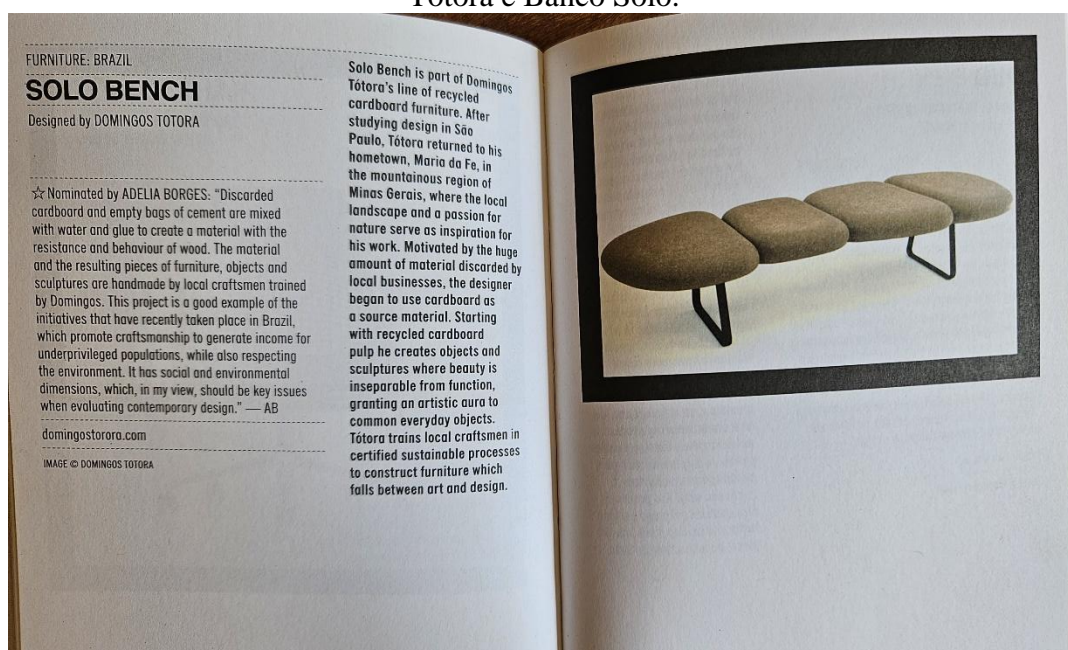 Tótora e Banco Solo.
FURNITURE: BRAZIL
SOLO BENCH
Designed by DOMINGOS TOTORA
☆ Nominated by ADELIA BORGES: “Discarded
cardboard and empty bags of cement are mixed
with water and glue to create a material with the
resistance and behaviour of wood. The material
and the resulting pieces of furniture, objects and
sculptures are handmade by local craftsmen trained
by Domingos. This project is a good example of the
initiatives that have recently taken place in Brazil,
which promote craftsmanship to generate income for
underprivileged populations, while also respecting
the environment. It has social and environmental
dimensions, which, in my view, should be key issues
when evaluating contemporary design.” — AB
domingostorora.com
IMAGE © DOMINGOS TOTORA
Solo Bench is part of Domingos
Tótora’s line of recycled
cardboard furniture. After
studying design in São
Paulo, Tótora returned to his
hometown, Maria da Fe, in
the mountainous region of
Minas Gerais, where the local
landscape and a passion for
nature serve as inspiration for
his work. Motivated by the huge
amount of material discarded by
local businesses, the designer
began to use cardboard as
a source material. Starting
with recycled cardboard
pulp he creates objects and
sculptures where beauty is
inseparable from function,
granting an artistic aura to
common everyday objects.
Tótora trains local craftsmen in
certified sustainable processes
to construct furniture which
falls between art and design.